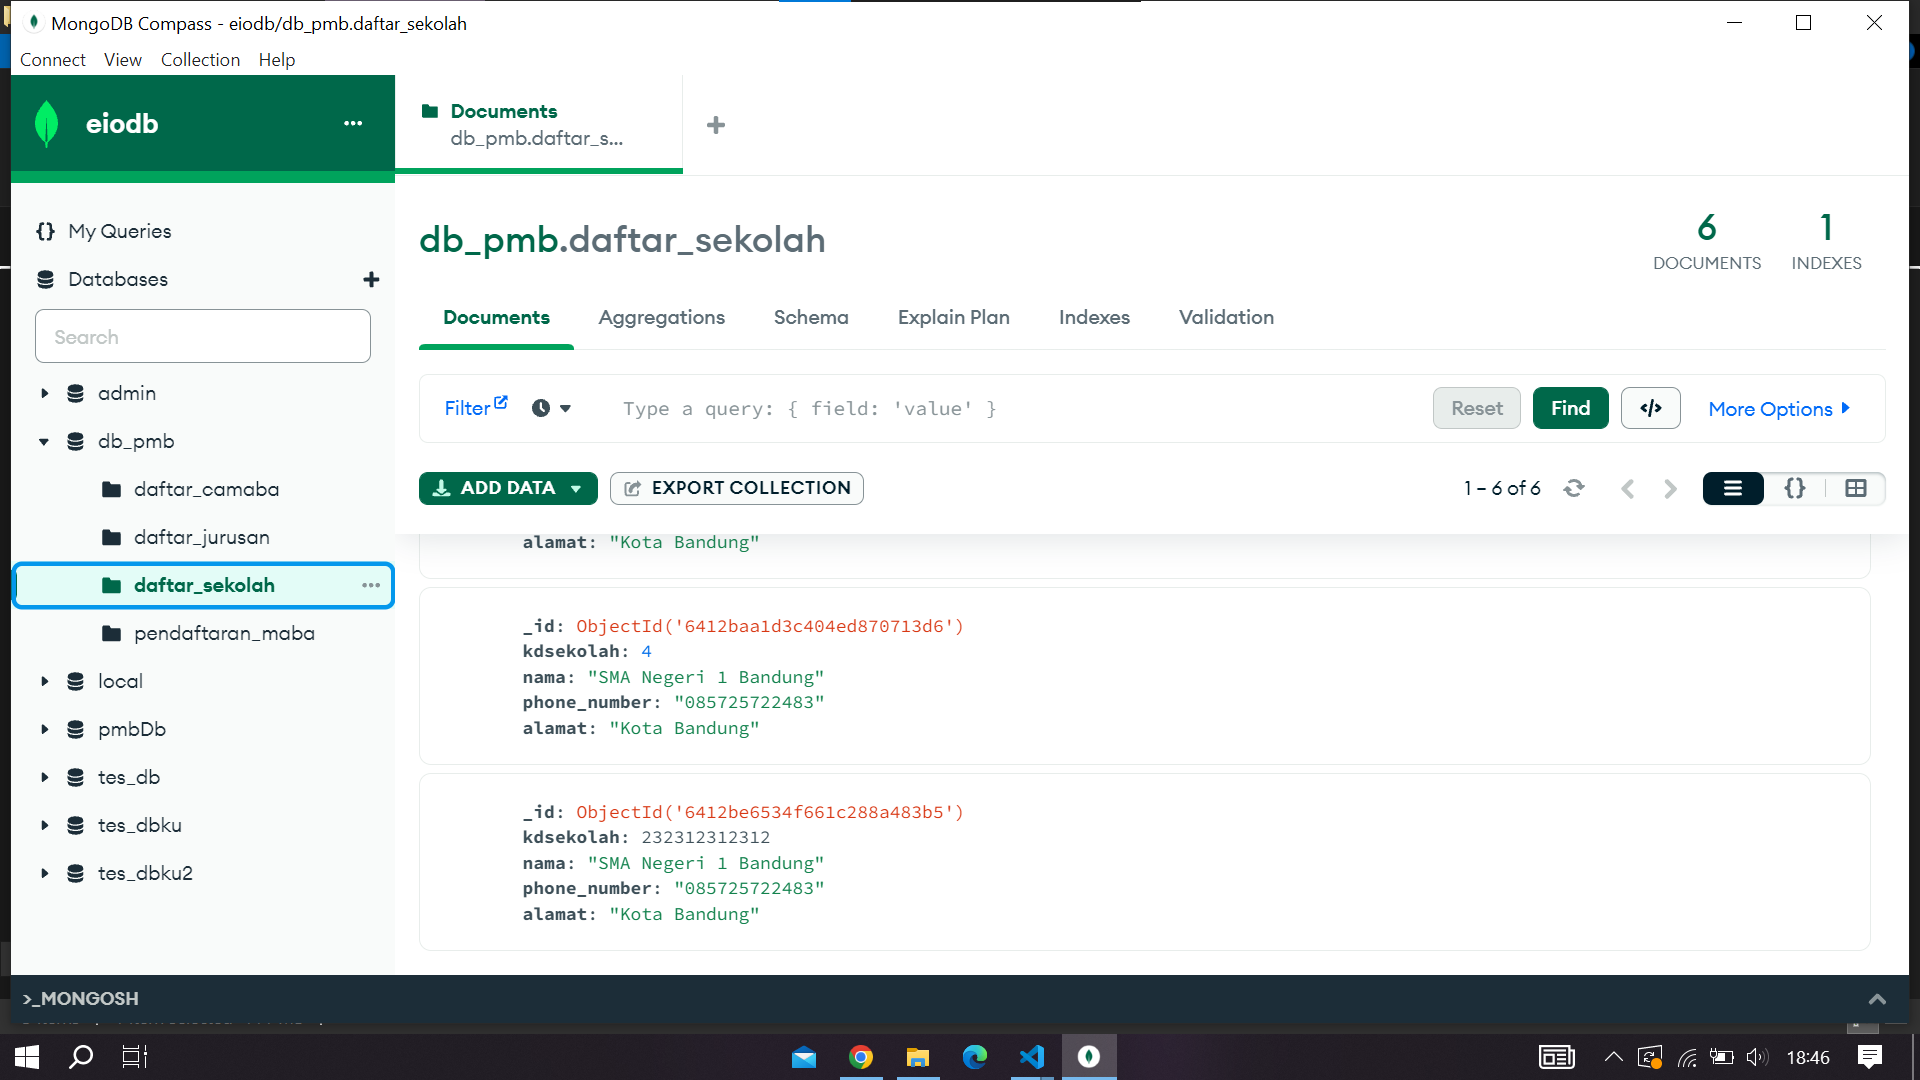 MongoDB Compass - eiodb/db_pmb.daftar_sekolah
Connect View Collection Help
eiodb
Documents
db_pmb.daftar_s...
My Queries
Databases
Search
admin
db_pmb
daftar_camaba
daftar_jurusan
daftar_sekolah
pendaftaran_maba
local
pmbDb
tes_db
tes_dbku
tes_dbku2
db_pmb.daftar_sekolah
6
DOCUMENTS
1
INDEXES
Documents Aggregations Schema Explain Plan Indexes Validation
Filter Type a query: { field: 'value' } Reset Find </> More Options
ADD DATA EXPORT COLLECTION 1 – 6 of 6 {}
alamat: "Kota Bandung"
_id: ObjectId('6412baa1d3c404ed870713d6')
kdsekolah: 4
nama: "SMA Negeri 1 Bandung"
phone_number: "085725722483"
alamat: "Kota Bandung"
_id: ObjectId('6412be6534f661c288a483b5')
kdsekolah: 232312312312
nama: "SMA Negeri 1 Bandung"
phone_number: "085725722483"
alamat: "Kota Bandung"
>_MONGOSH
18:46